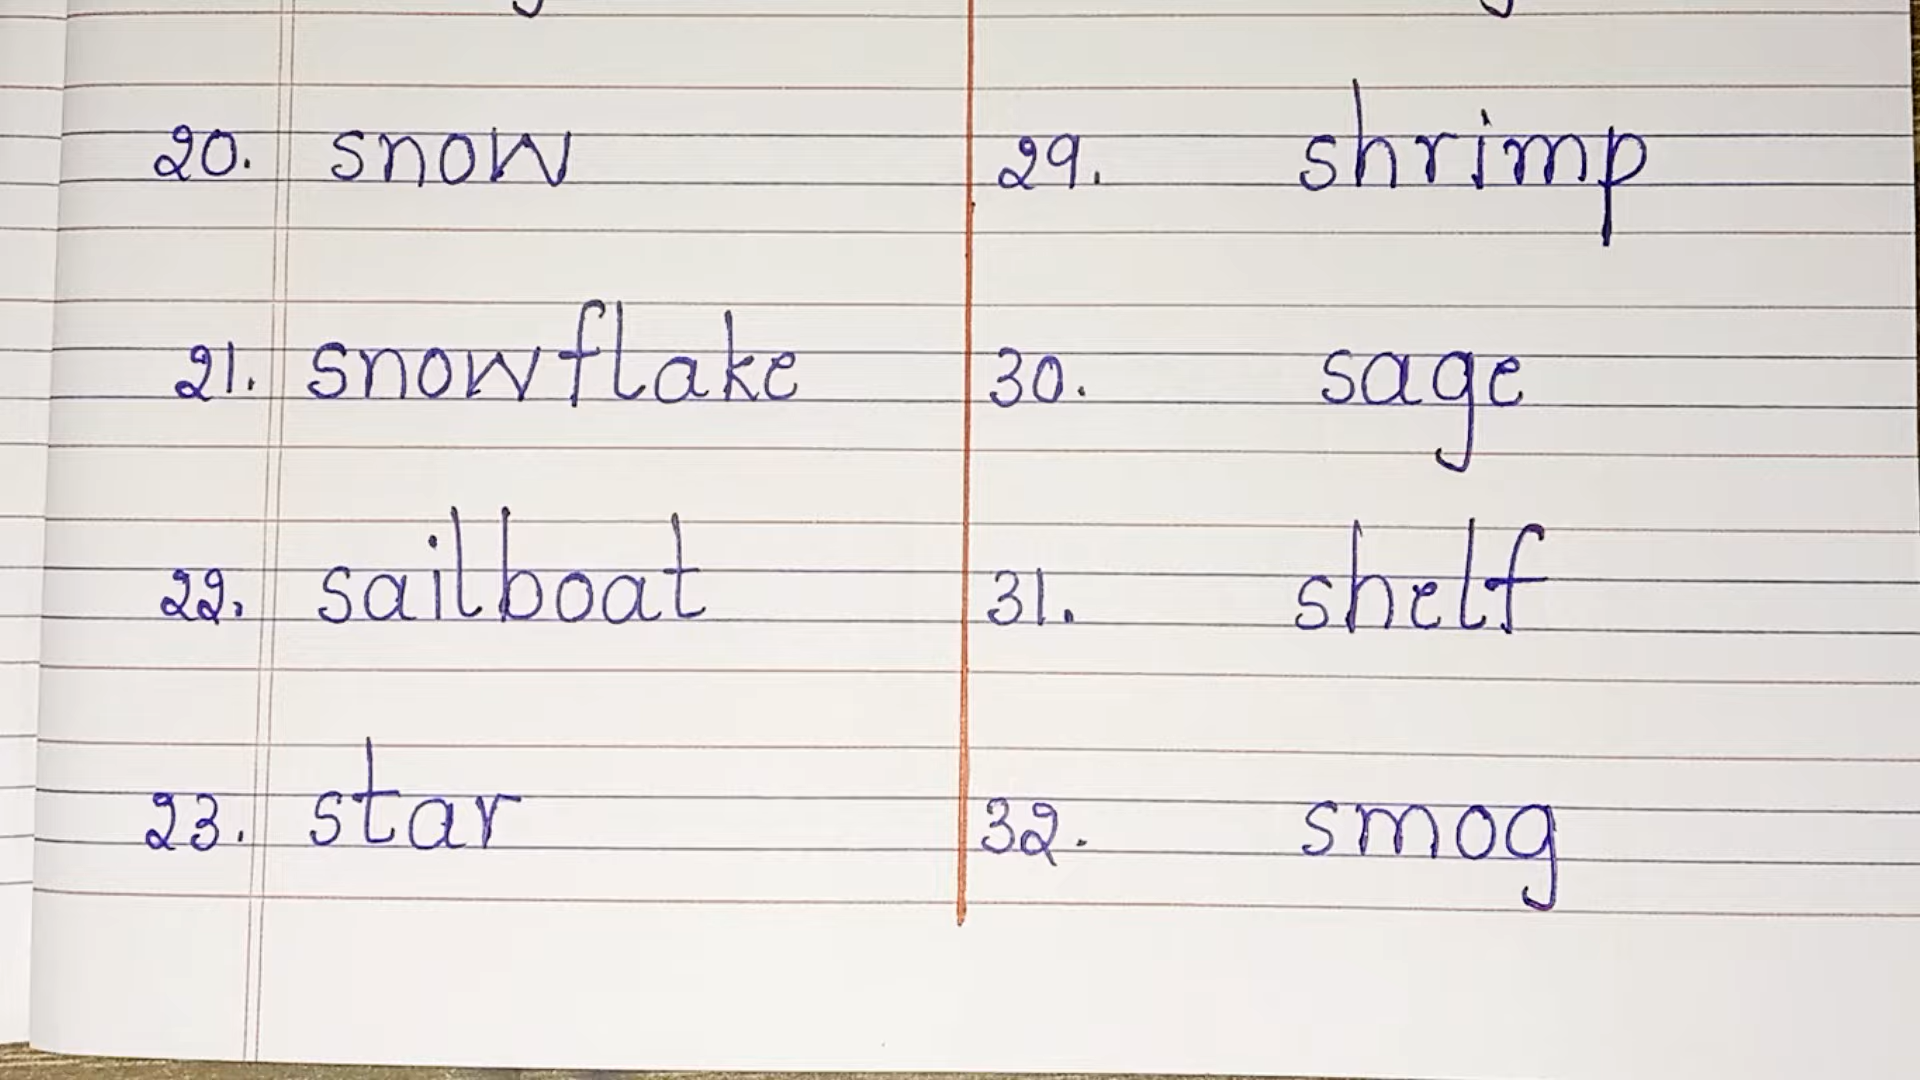 20. snow
21. snowflake
22. sailboat
23. star
29. shrimp
30. sage
31. shelf
32. smog